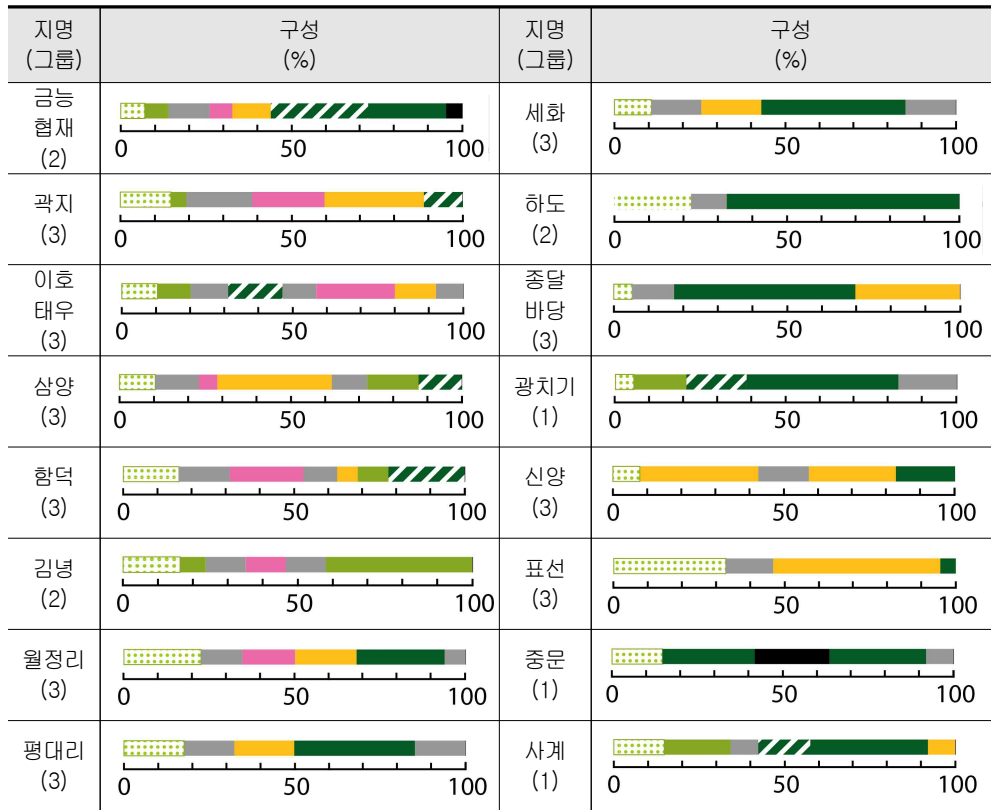 지명 구성 지명 구성
(그룹) (%) (그룹) (%)
금능
협재
(2)
0 50 100
세화
(3)
0 50 100
곽지
(3)
0 50 100
하도
(2)
0 50 100
이호
태우
(3)
0 50 100
종달
바당
(3)
0 50 100
삼양
(3)
0 50 100
광치기
(1)
0 50 100
함덕
(3)
0 50 100
신양
(3)
0 50 100
김녕
(2)
0 50 100
표선
(3)
0 50 100
월정리
(3)
0 50 100
중문
(1)
0 50 100
평대리
(3)
0 50 100
사계
(1)
0 50 100